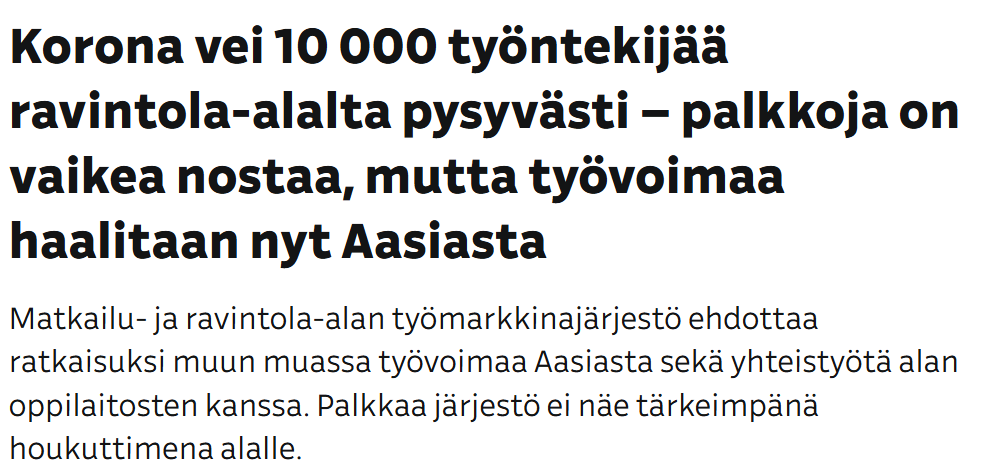 Korona vei 10 000 työntekijää
ravintola-alalta pysyvästi – palkkoja on
vaikea nostaa, mutta työvoimaa
haalitaan nyt Aasiasta
Matkailu- ja ravintola-alan työmarkkinajärjestö ehdottaa
ratkaisuksi muun muassa työvoimaa Aasiasta sekä yhteistyötä alan
oppilaitosten kanssa. Palkkaa järjestö ei näe tärkeimpänä
houkuttimena alalle.